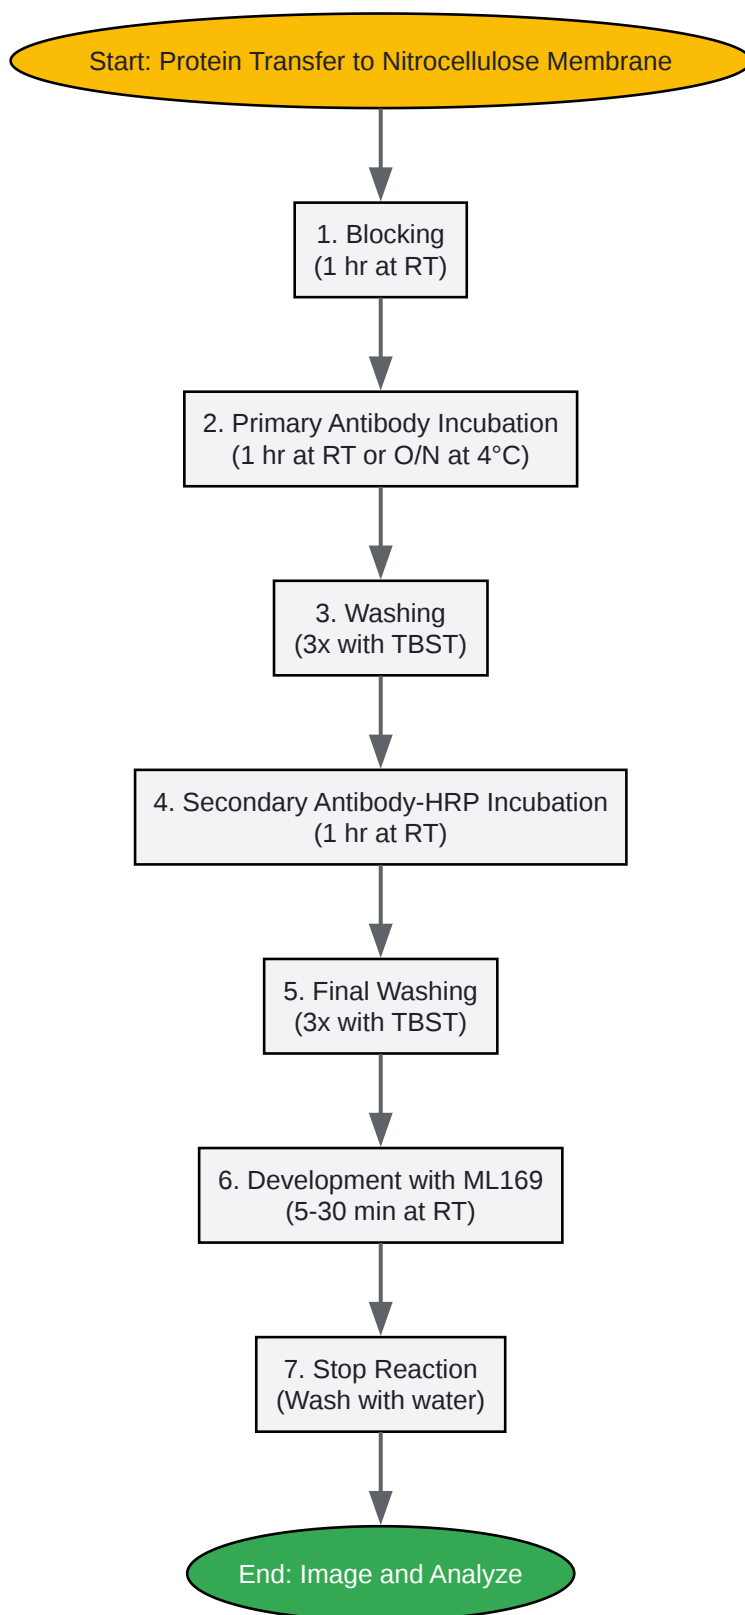 Start: Protein Transfer to Nitrocellulose Membrane
1. Blocking
(1 hr at RT)
2. Primary Antibody Incubation
(1 hr at RT or O/N at 4°C)
3. Washing
(3x with TBST)
4. Secondary Antibody-HRP Incubation
(1 hr at RT)
5. Final Washing
(3x with TBST)
6. Development with ML169
(5-30 min at RT)
7. Stop Reaction
(Wash with water)
End: Image and Analyze